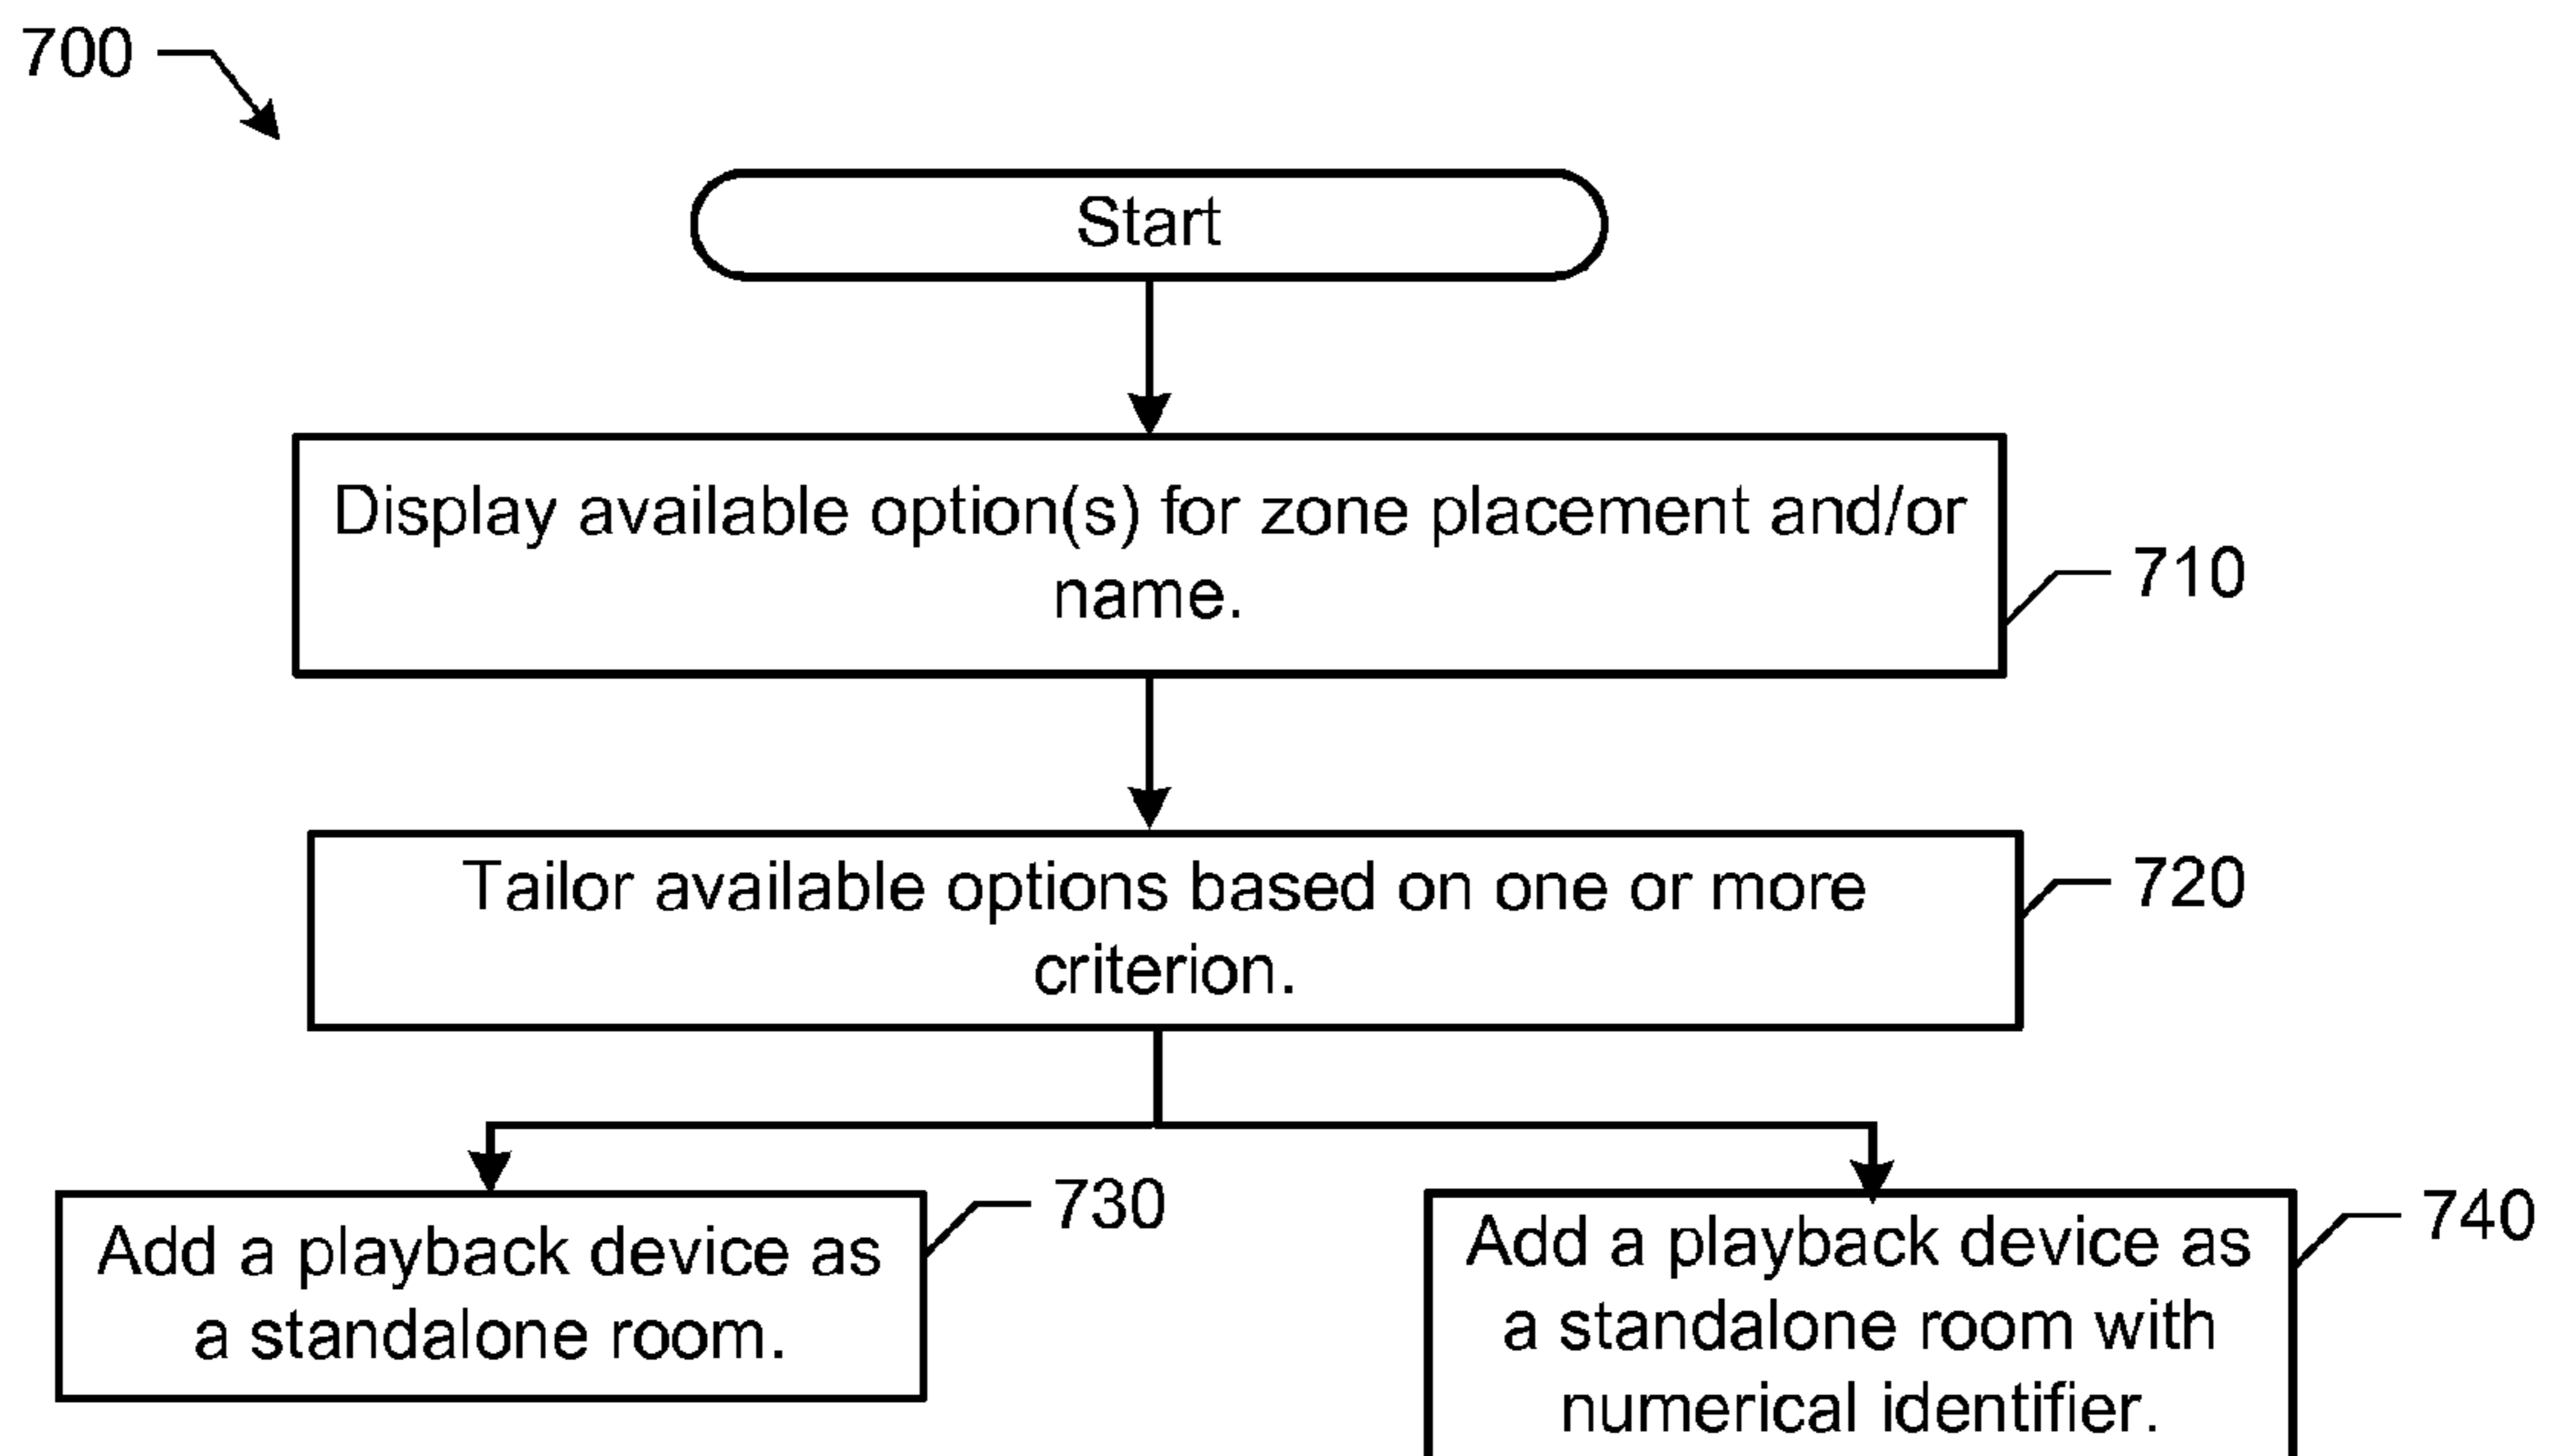 700
Start
Display available option(s) for zone placement and/or
name.
710
Tailor available options based on one or more
criterion.
720
Add a playback device as
a standalone room.
730
Add a playback device as
a standalone room with
numerical identifier.
740